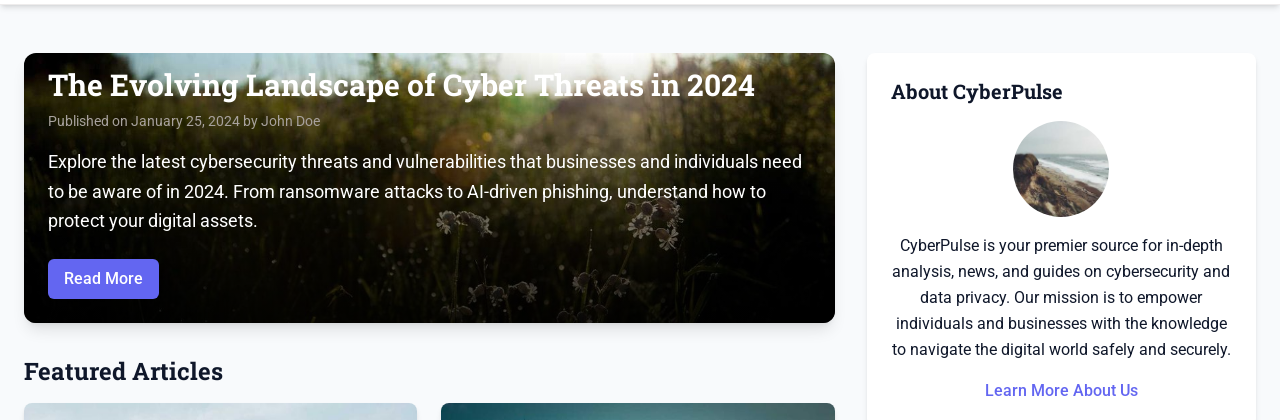 The Evolving Landscape of Cyber Threats in 2024
Published on January 25, 2024 by John Doe
Explore the latest cybersecurity threats and vulnerabilities that businesses and individuals need
to be aware of in 2024. From ransomware attacks to AI-driven phishing, understand how to
protect your digital assets.
Read More
Featured Articles
About CyberPulse
CyberPulse is your premier source for in-depth
analysis, news, and guides on cybersecurity and
data privacy. Our mission is to empower
individuals and businesses with the knowledge
to navigate the digital world safely and securely.
Learn More About Us